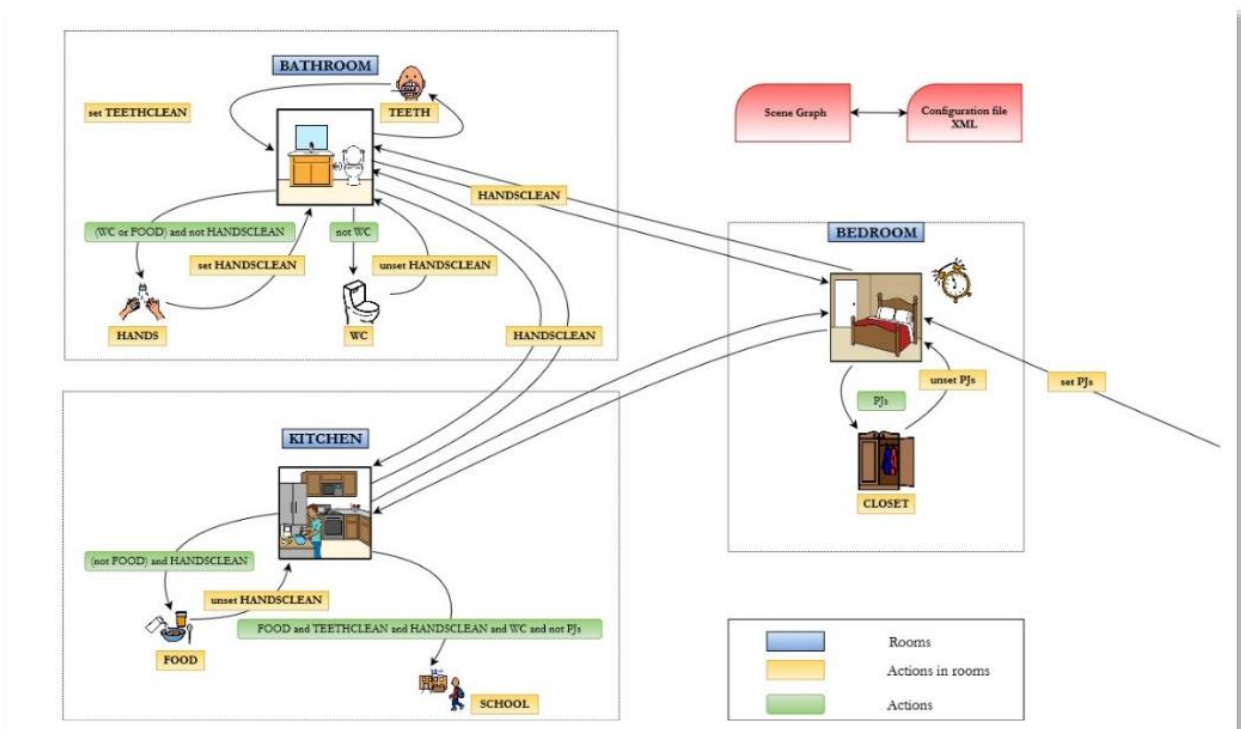 BATHROOM
TEETH
set TEETHCLEAN
Scene Graph
Configuration file
XML
HANDSCLEAN
(WC or FOOD) and not HANDSCLEAN
not WC
set HANDSCLEAN
unset HANDSCLEAN
HANDS
WC
HANDSCLEAN
BEDROOM
unset PJs
set PJs
PJs
CLOSET
KITCHEN
(not FOOD) and HANDSCLEAN
unset HANDSCLEAN
FOOD and TEETHCLEAN and HANDSCLEAN and WC and not PJs
FOOD
SCHOOL
Rooms
Actions in rooms
Actions